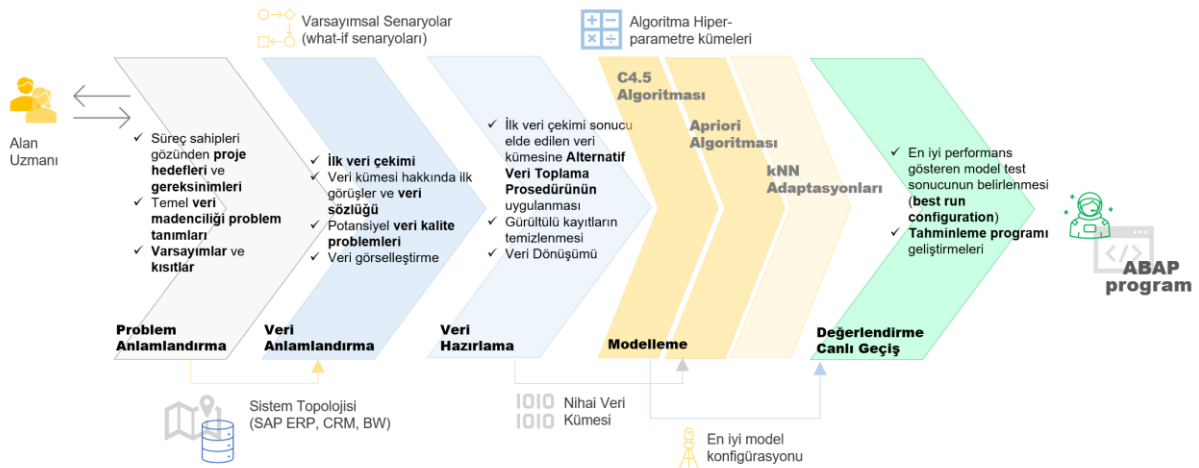 Varsayımsal Senaryolar
(what-if senaryoları)
Algoritma Hiper-
parametre kümeleri
Alan
Uzmanı
✓ Süreç sahipleri
gözünden proje
hedefleri ve
gereksinimleri
✓ Temel veri
madenciliği problem
tanımları
✓ Varsayımlar ve
kısıtlar
Problem
Anlamlandırma
✓ İlk veri çekimi
✓ Veri kümesi hakkında ilk
görüşler ve veri
sözlüğü
✓ Potansiyel veri kalite
problemleri
✓ Veri görselleştirme
Veri
Anlamlandırma
✓ İlk veri çekimi sonucu
elde edilen veri
kümesine Alternatif
Veri Toplama
Prosedürünün
uygulanması
✓ Gürültülü kayıtların
temizlenmesi
✓ Veri Dönüşümü
Veri
Hazırlama
C4.5
Algoritması
Apriori
Algoritması
kNN
Adaptasyonları
Modelleme
✓ En iyi performans
gösteren model test
sonucunun belirlenmesi
(best run
configuration)
✓ Tahminleme programı
geliştirmeleri
Değerlendirme
Canlı Geçiş
</>
ABAP
program
Sistem Topolojisi
(SAP ERP, CRM, BW)
IOIO
IOIO
Nihai Veri
Kümesi
En iyi model
konfigürasyonu